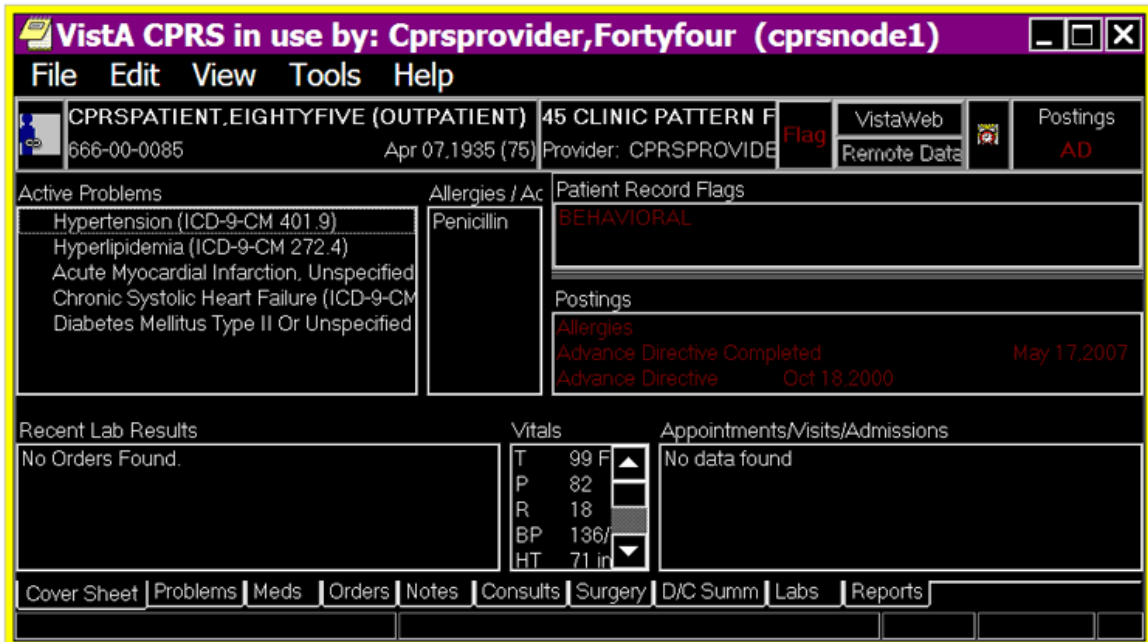 VistA CPRS in use by: Cprsprovider,Fortyfour (cprsnode1)
File Edit View Tools Help
CPRSPATIENT,EIGHTYFIVE (OUTPATIENT)
666-00-0085 Apr 07,1935 (75)
45 CLINIC PATTERN F
Provider: CPRSPROVIDE
Flag
VistaWeb
Remote Data
Postings
AD
Active Problems
Hypertension (ICD-9-CM 401.9)
Hyperlipidemia (ICD-9-CM 272.4)
Acute Myocardial Infarction, Unspecified
Chronic Systolic Heart Failure (ICD-9-CM
Diabetes Mellitus Type II Or Unspecified
Allergies / Ac
Penicillin
Patient Record Flags
BEHAVIORAL
Postings
Allergies
Advance Directive Completed May 17,2007
Advance Directive Oct 18,2000
Recent Lab Results
No Orders Found.
Vitals
T 99 F
P 82
R 18
BP 136/
HT 71 in
Appointments/Visits/Admissions
No data found
Cover Sheet Problems Meds Orders Notes Consults Surgery D/C Summ Labs Reports